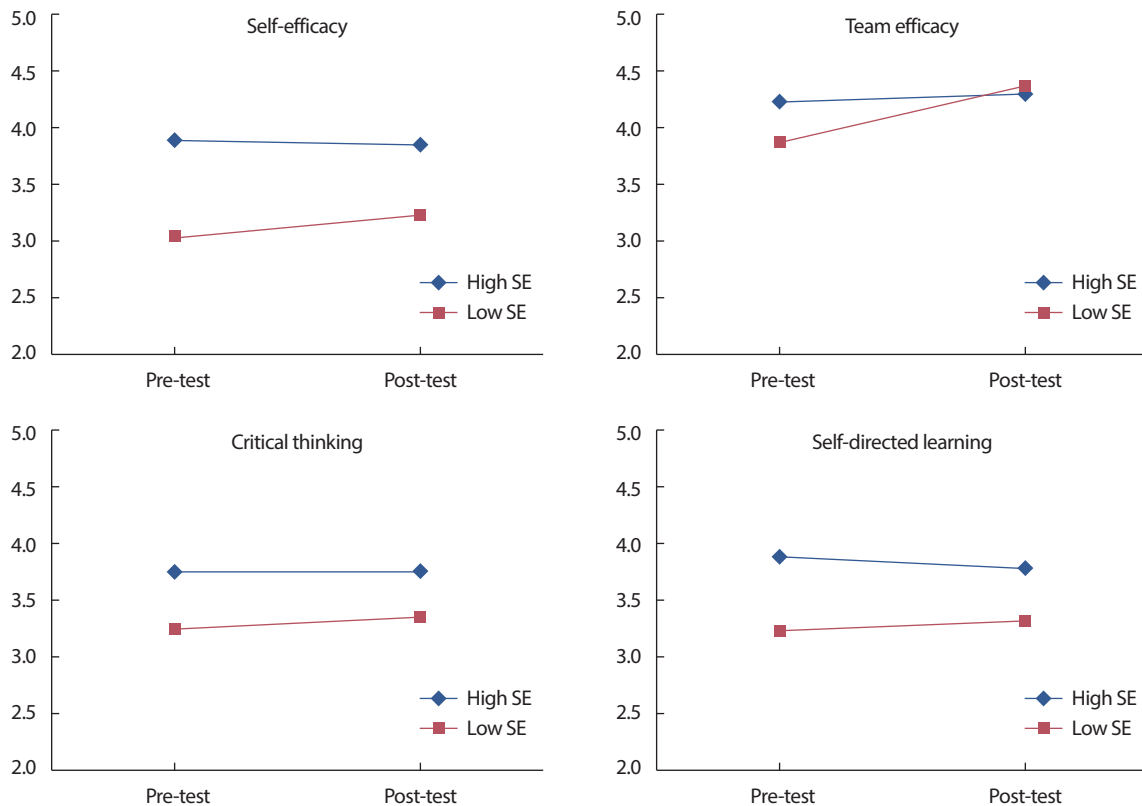 Self-efficacy
5.0
4.5
4.0
3.5
3.0
2.5
2.0
High SE
Low SE
Pre-test Post-test
Team efficacy
5.0
4.5
4.0
3.5
3.0
2.5
2.0
High SE
Low SE
Pre-test Post-test
Critical thinking
5.0
4.5
4.0
3.5
3.0
2.5
2.0
High SE
Low SE
Pre-test Post-test
Self-directed learning
5.0
4.5
4.0
3.5
3.0
2.5
2.0
High SE
Low SE
Pre-test Post-test